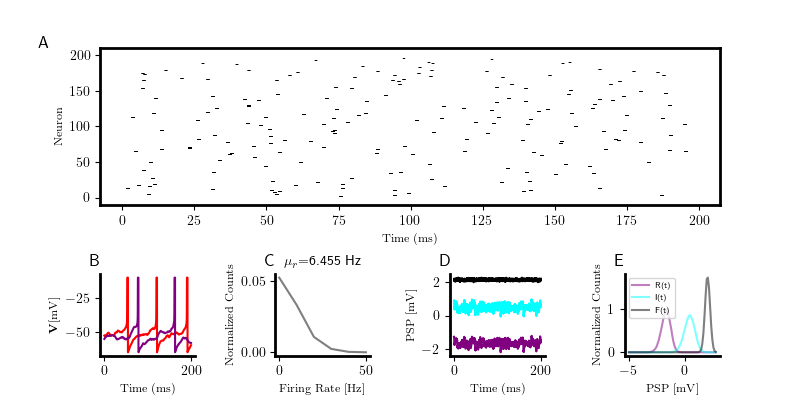 A
200
150
100
50
0
Neuron
0 25 50 75 100 125 150 175 200
Time (ms)
B
−25
−50
V[mV]
0 200
Time (ms)
C
μr=6.455 Hz
0.05
0.00
Normalized Counts
0 50
Firing Rate [Hz]
D
2
0
−2
PSP [mV]
0 200
Time (ms)
E
R(t)
I(t)
F(t)
1
0
Normalized Counts
−5 0
PSP [mV]